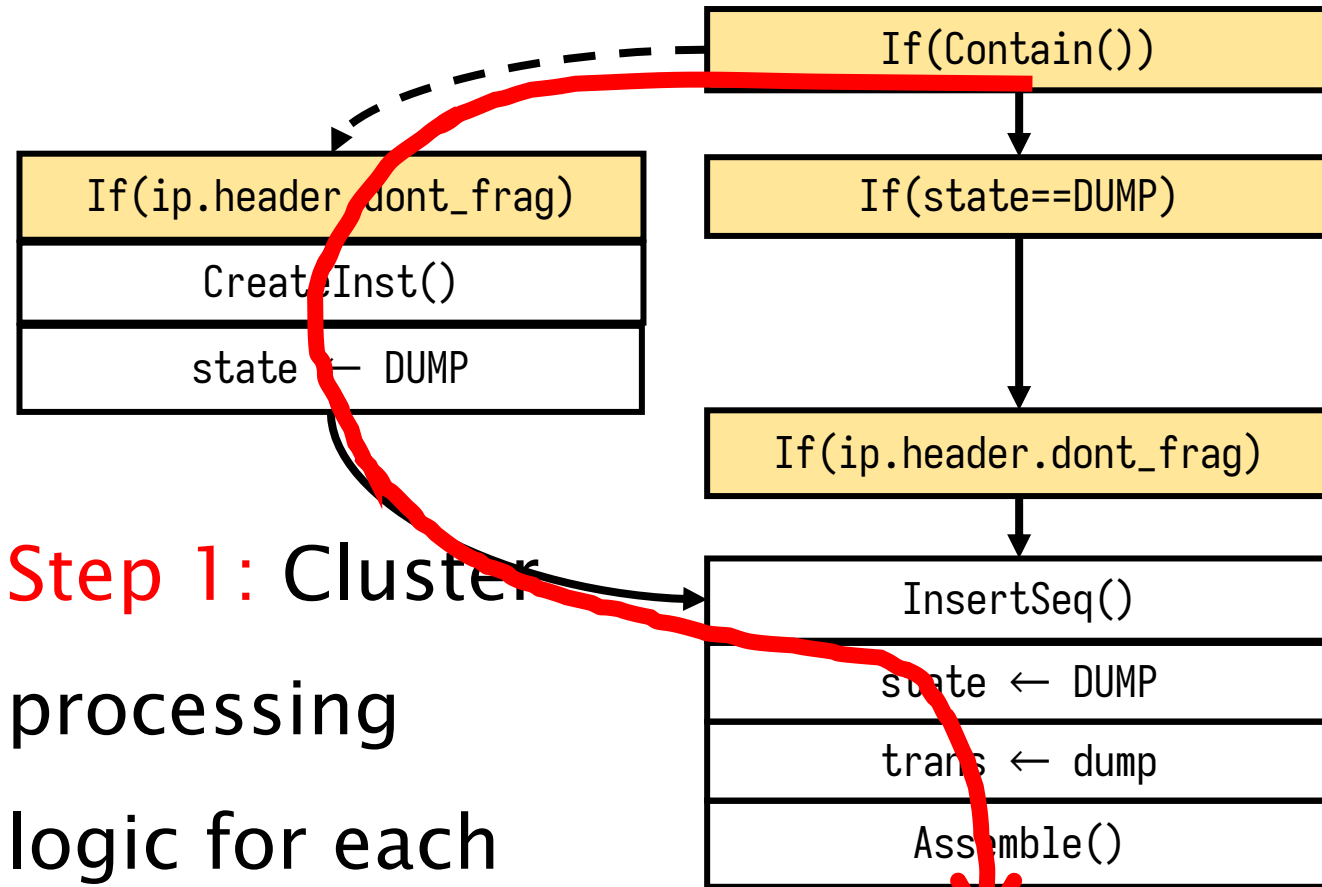 If(Contain())
If(ip.header.dont_frag)
CreateInst()
state ← DUMP
If(state==DUMP)
If(ip.header.dont_frag)
Step 1: Cluster
processing
logic for each
InsertSeq()
state ← DUMP
trans ← dump
Assemble()